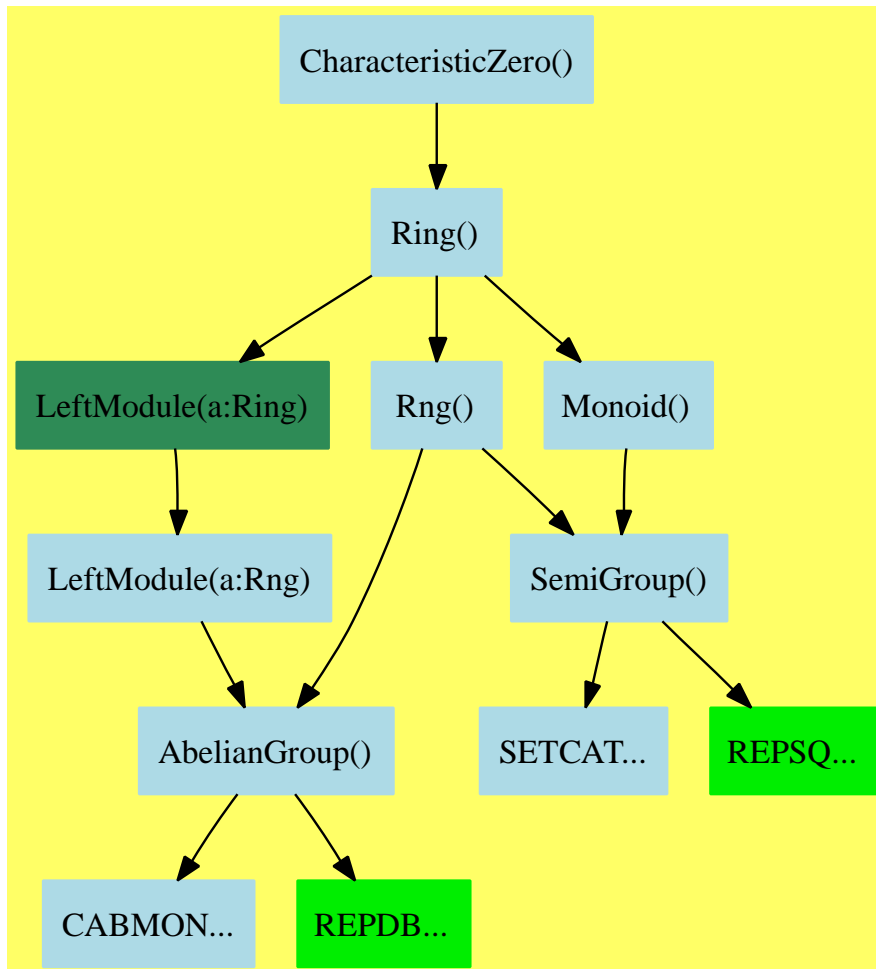 CharacteristicZero()
Ring()
LeftModule(a:Ring)
Rng()
Monoid()
LeftModule(a:Rng)
SemiGroup()
AbelianGroup()
SETCAT...
REPSQ...
CABMON...
REPDB...